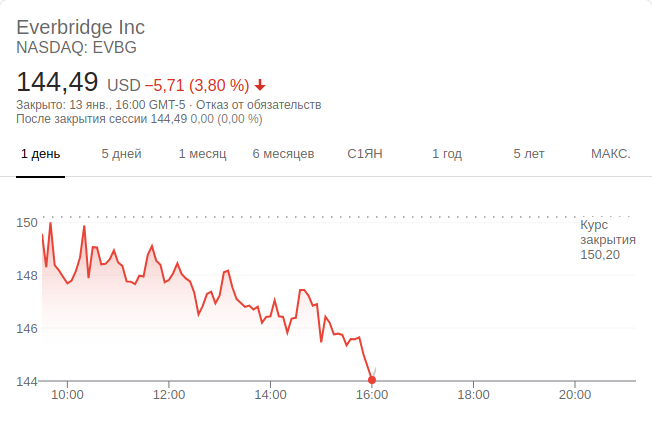 Everbridge Inc
NASDAQ: EVBG
144,49 USD −5,71 (3,80 %)
Закрыто: 13 янв., 16:00 GMT-5 · Отказ от обязательств
После закрытия сессии 144,49 0,00 (0,00 %)
1 день 5 дней 1 месяц 6 месяцев С1ЯН 1 год 5 лет МАКС.
150
Курс
закрытия
150,20
148
146
144
10:00 12:00 14:00 16:00 18:00 20:00